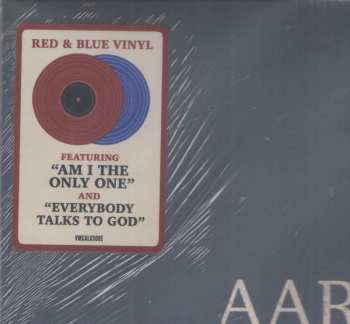 RED & BLUE VINYL
FEATURING
“AM I THE
ONLY ONE”
AND
“EVERYBODY
TALKS TO GOD”
AAR